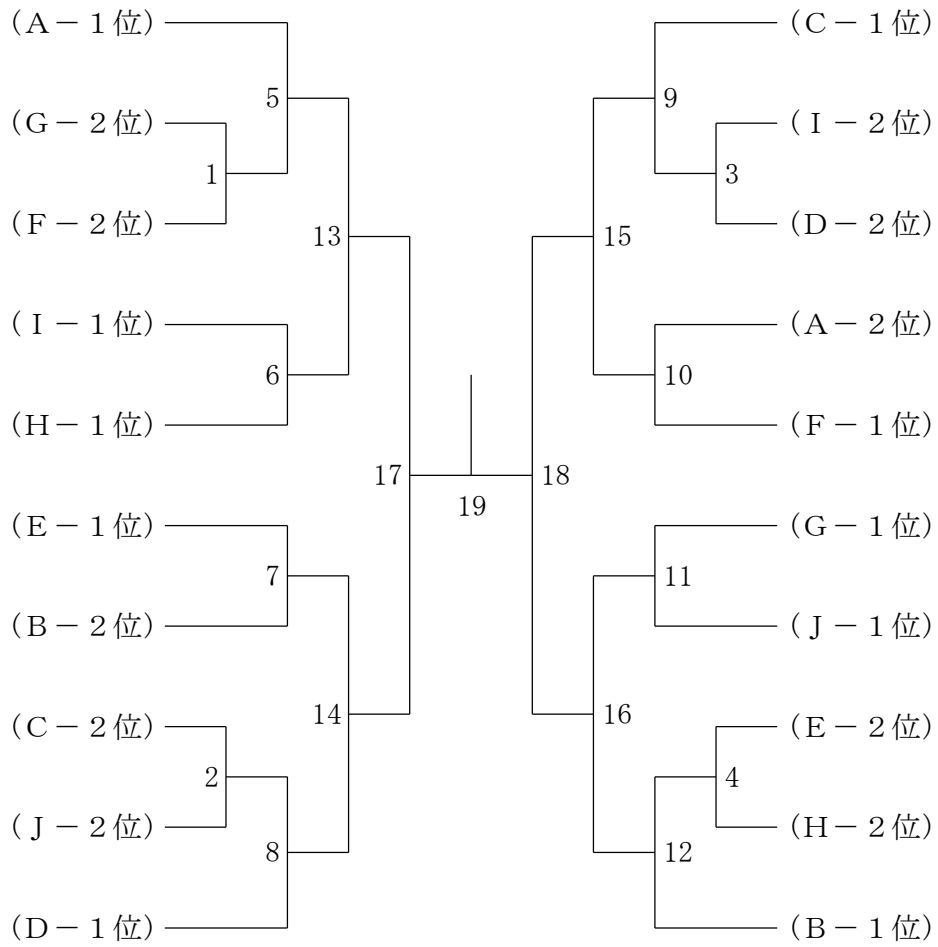 （A－１位）
（C－１位）
5
9
（G－２位）
（I－２位）
1
3
（F－２位）
（D－２位）
13
15
（I－１位）
（A－２位）
6
10
（H－１位）
（F－１位）
17
18
19
（E－１位）
（G－１位）
7
11
（B－２位）
（J－１位）
14
16
（C－２位）
（E－２位）
2
4
（J－２位）
（H－２位）
8
12
（D－１位）
（B－１位）